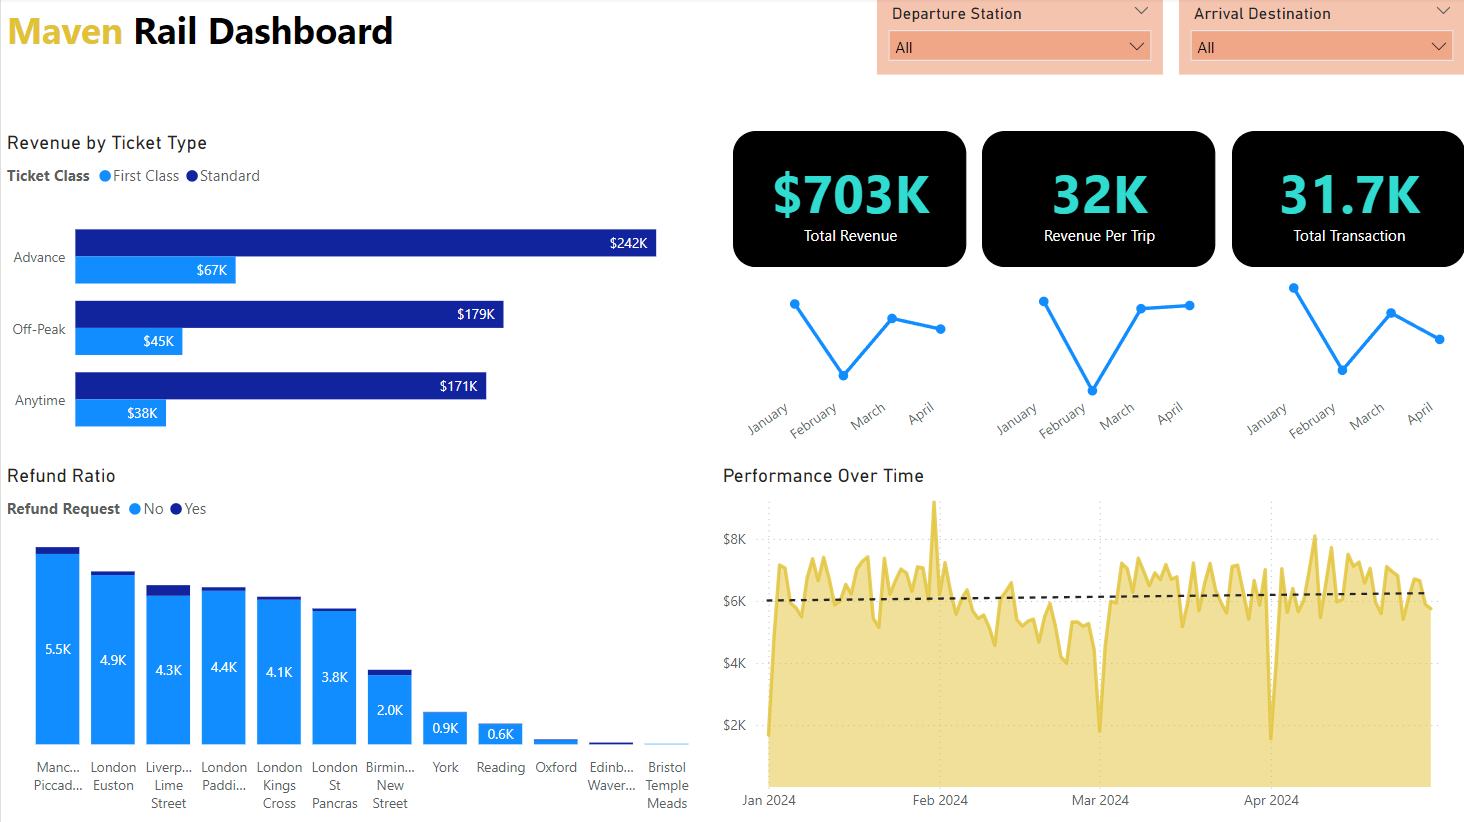 Maven Rail Dashboard
Departure Station
All
Arrival Destination
All
Revenue by Ticket Type
Ticket Class First Class Standard
Advance
$242K
$67K
Off-Peak
$179K
$45K
Anytime
$171K
$38K
$703K
Total Revenue
32K
Revenue Per Trip
31.7K
Total Transaction
January February March April
January February March April
January February March April
Refund Ratio
Refund Request No Yes
5.5K
4.9K
4.3K
4.4K
4.1K
3.8K
2.0K
0.9K
0.6K
Manc...
Piccad...
London
Euston
Liverp...
Lime
Street
London
Paddi...
London
Kings
Cross
London
St
Pancras
Birmin...
New
Street
York
Reading
Oxford
Edinb...
Waver...
Bristol
Temple
Meads
Performance Over Time
$8K
$6K
$4K
$2K
Jan 2024
Feb 2024
Mar 2024
Apr 2024